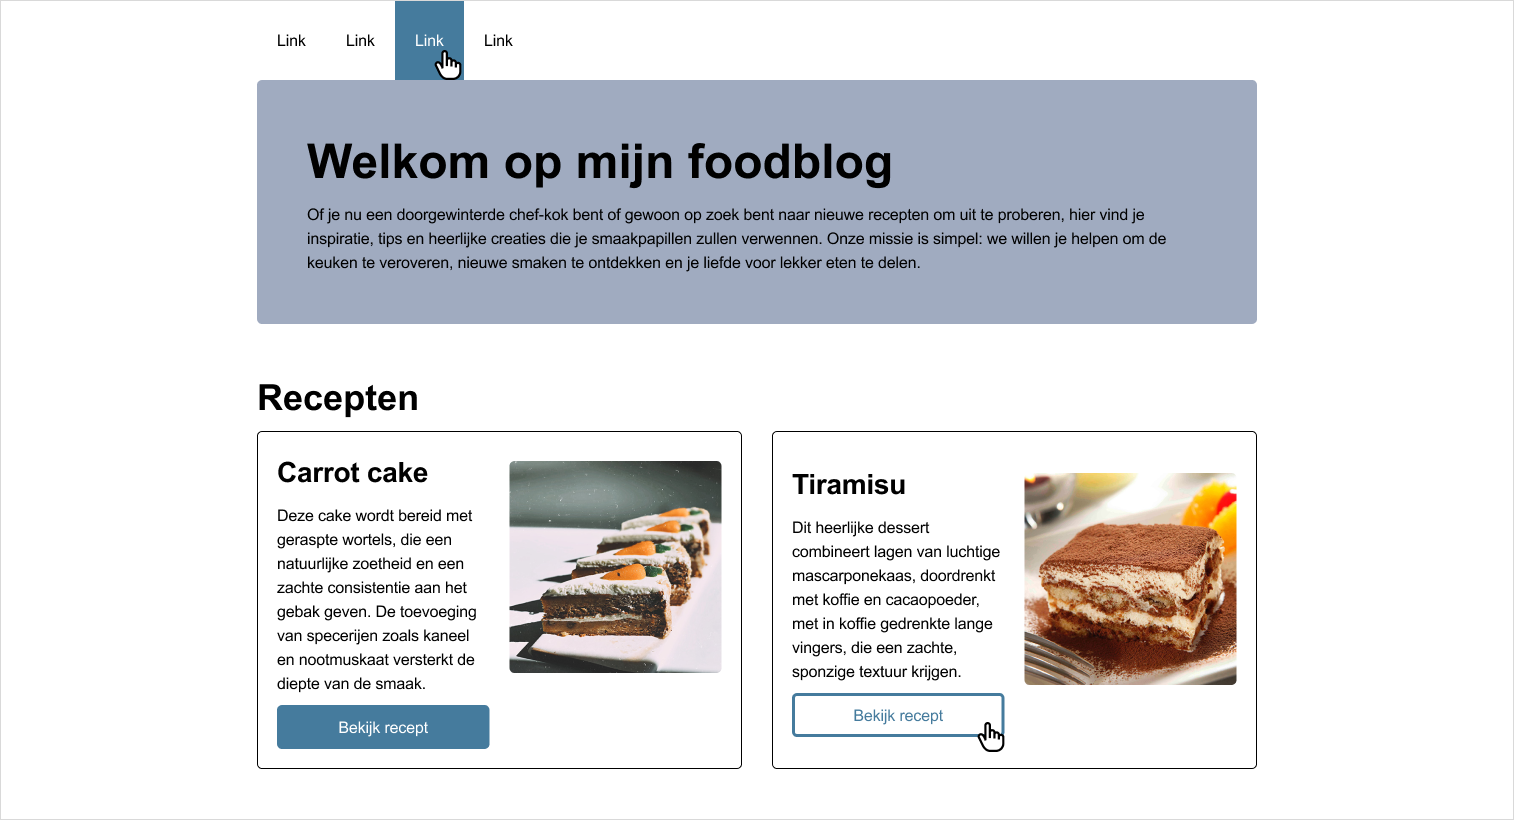 Link Link Link Link
Welkom op mijn foodblog
Of je nu een doorgewinterde chef-kok bent of gewoon op zoek bent naar nieuwe recepten om uit te proberen, hier vind je
inspiratie, tips en heerlijke creaties die je smaakpapillen zullen verwennen. Onze missie is simpel: we willen je helpen om de
keuken te veroveren, nieuwe smaken te ontdekken en je liefde voor lekker eten te delen.
Recepten
Carrot cake
Deze cake wordt bereid met
geraspte wortels, die een
natuurlijke zoetheid en een
zachte consistentie aan het
gebak geven. De toevoeging
van specerijen zoals kaneel
en nootmuskaat versterkt de
diepte van de smaak.
Bekijk recept
Tiramisu
Dit heerlijke dessert
combineert lagen van luchtige
mascarponekaas, doordrenkt
met koffie en cacaopoeder,
met in koffie gedrenkte lange
vingers, die een zachte,
sponzige textuur krijgen.
Bekijk recept